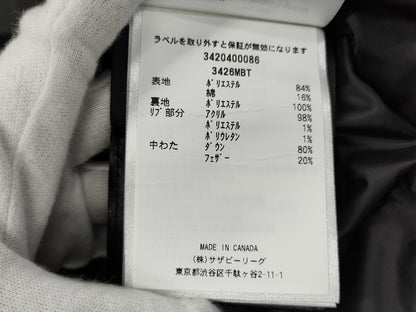 ラベルを取り外すと保証が無効になります
3420400086
3426MBT
表地 ポリエステル 84%
綿 16%
裏地 ポリエステル 100%
リブ部分 アクリル 98%
ポリエステル 1%
ポリウレタン 1%
中わた ダウン 80%
フェザー 20%
MADE IN CANADA
(株)サザビーリーグ
東京都渋谷区千駄ヶ谷2-11-1